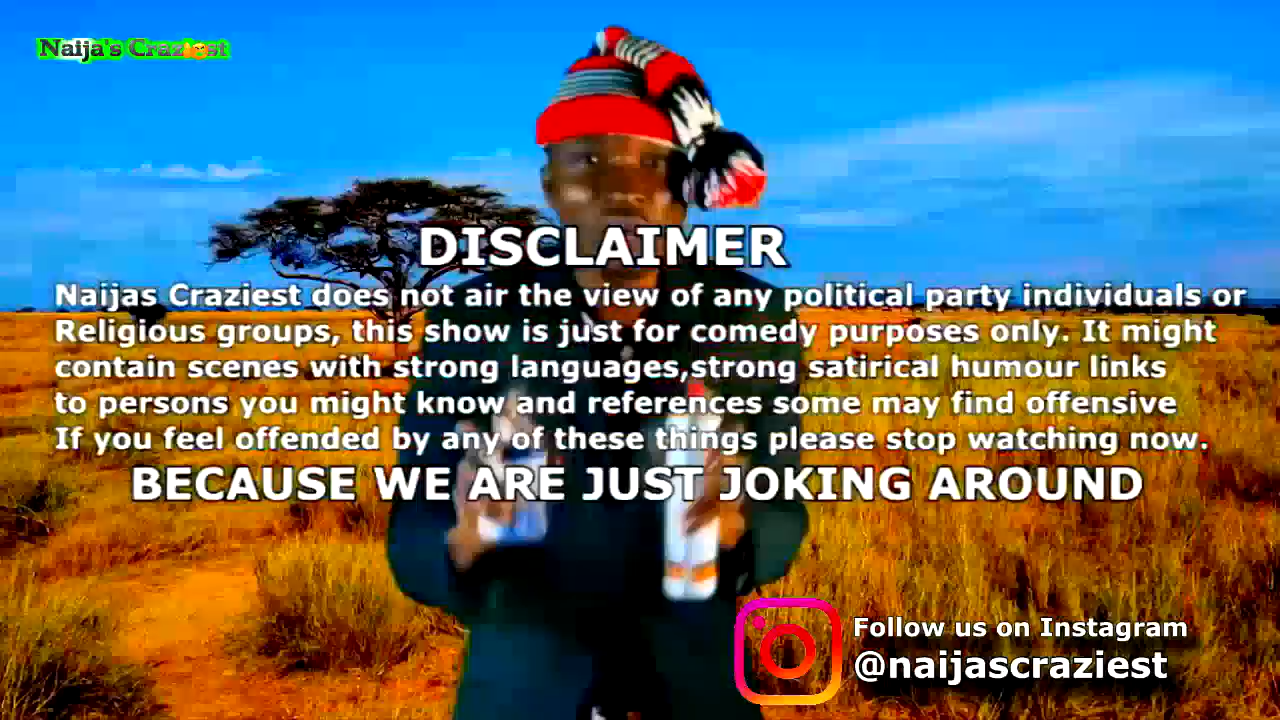 Naija's Craziest
DISCLAIMER
Naijas Craziest does not air the view of any political party individuals or
Religious groups, this show is just for comedy purposes only. It might
contain scenes with strong languages,strong satirical humour links
to persons you might know and references some may find offensive
If you feel offended by any of these things please stop watching now.
BECAUSE WE ARE JUST JOKING AROUND
Follow us on Instagram
@naijascraziest